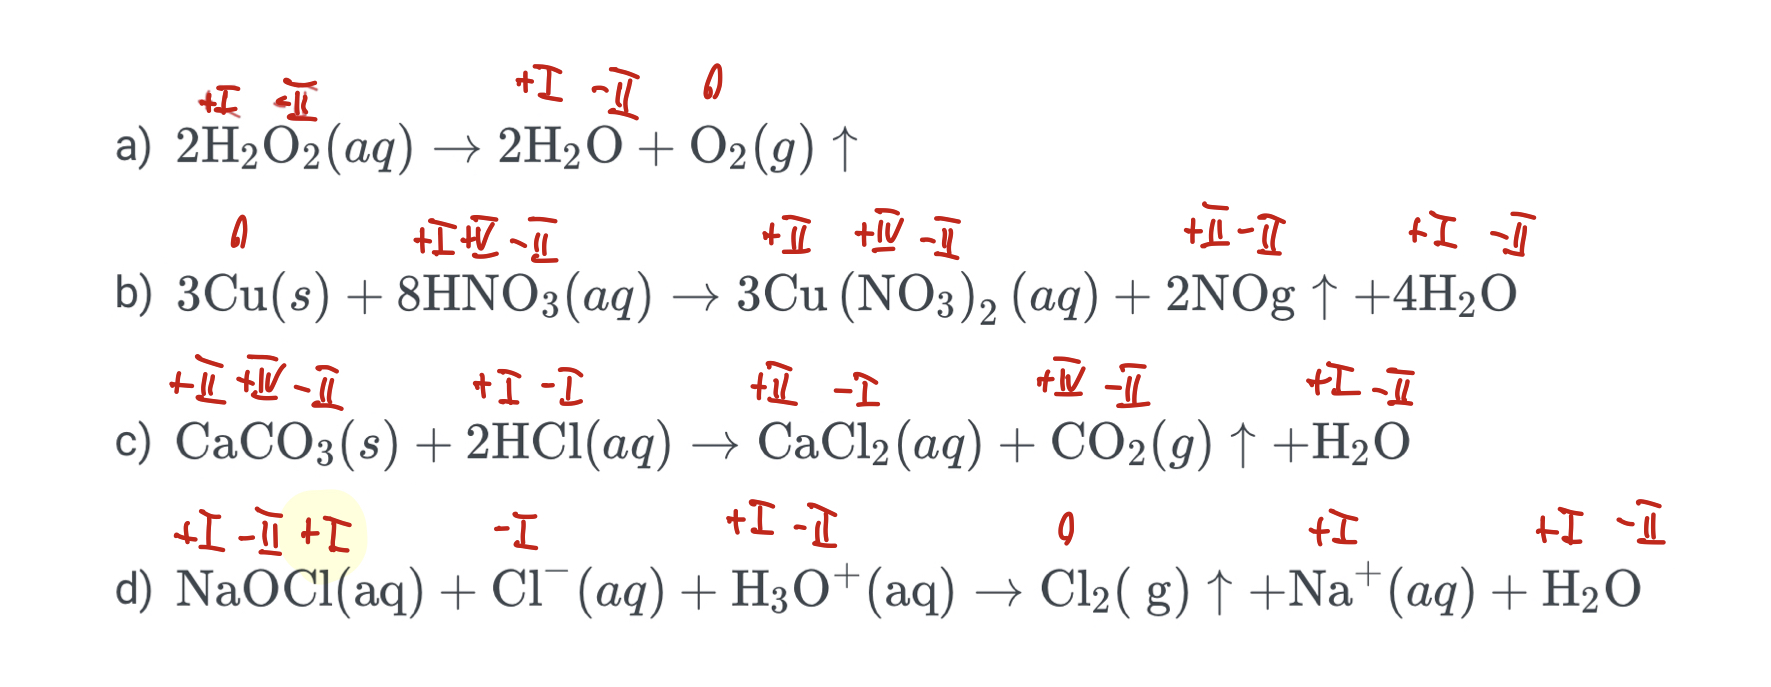 +I -II +I -II 0
a) 2H₂O₂(aq) → 2H₂O + O₂(g) ↑
0 +I +V -II +II +IV -II +II -II +I -II
b) 3Cu(s) + 8HNO₃(aq) → 3Cu (NO₃)₂ (aq) + 2NOg ↑ +4H₂O
+II +IV -II +I -I +II -I +IV -II +I -II
c) CaCO₃(s) + 2HCl(aq) → CaCl₂(aq) + CO₂(g) ↑ +H₂O
+I -II +I -I +I -II 0 +I +I -II
d) NaOCl(aq) + Cl⁻(aq) + H₃O⁺(aq) → Cl₂( g) ↑ +Na⁺(aq) + H₂O